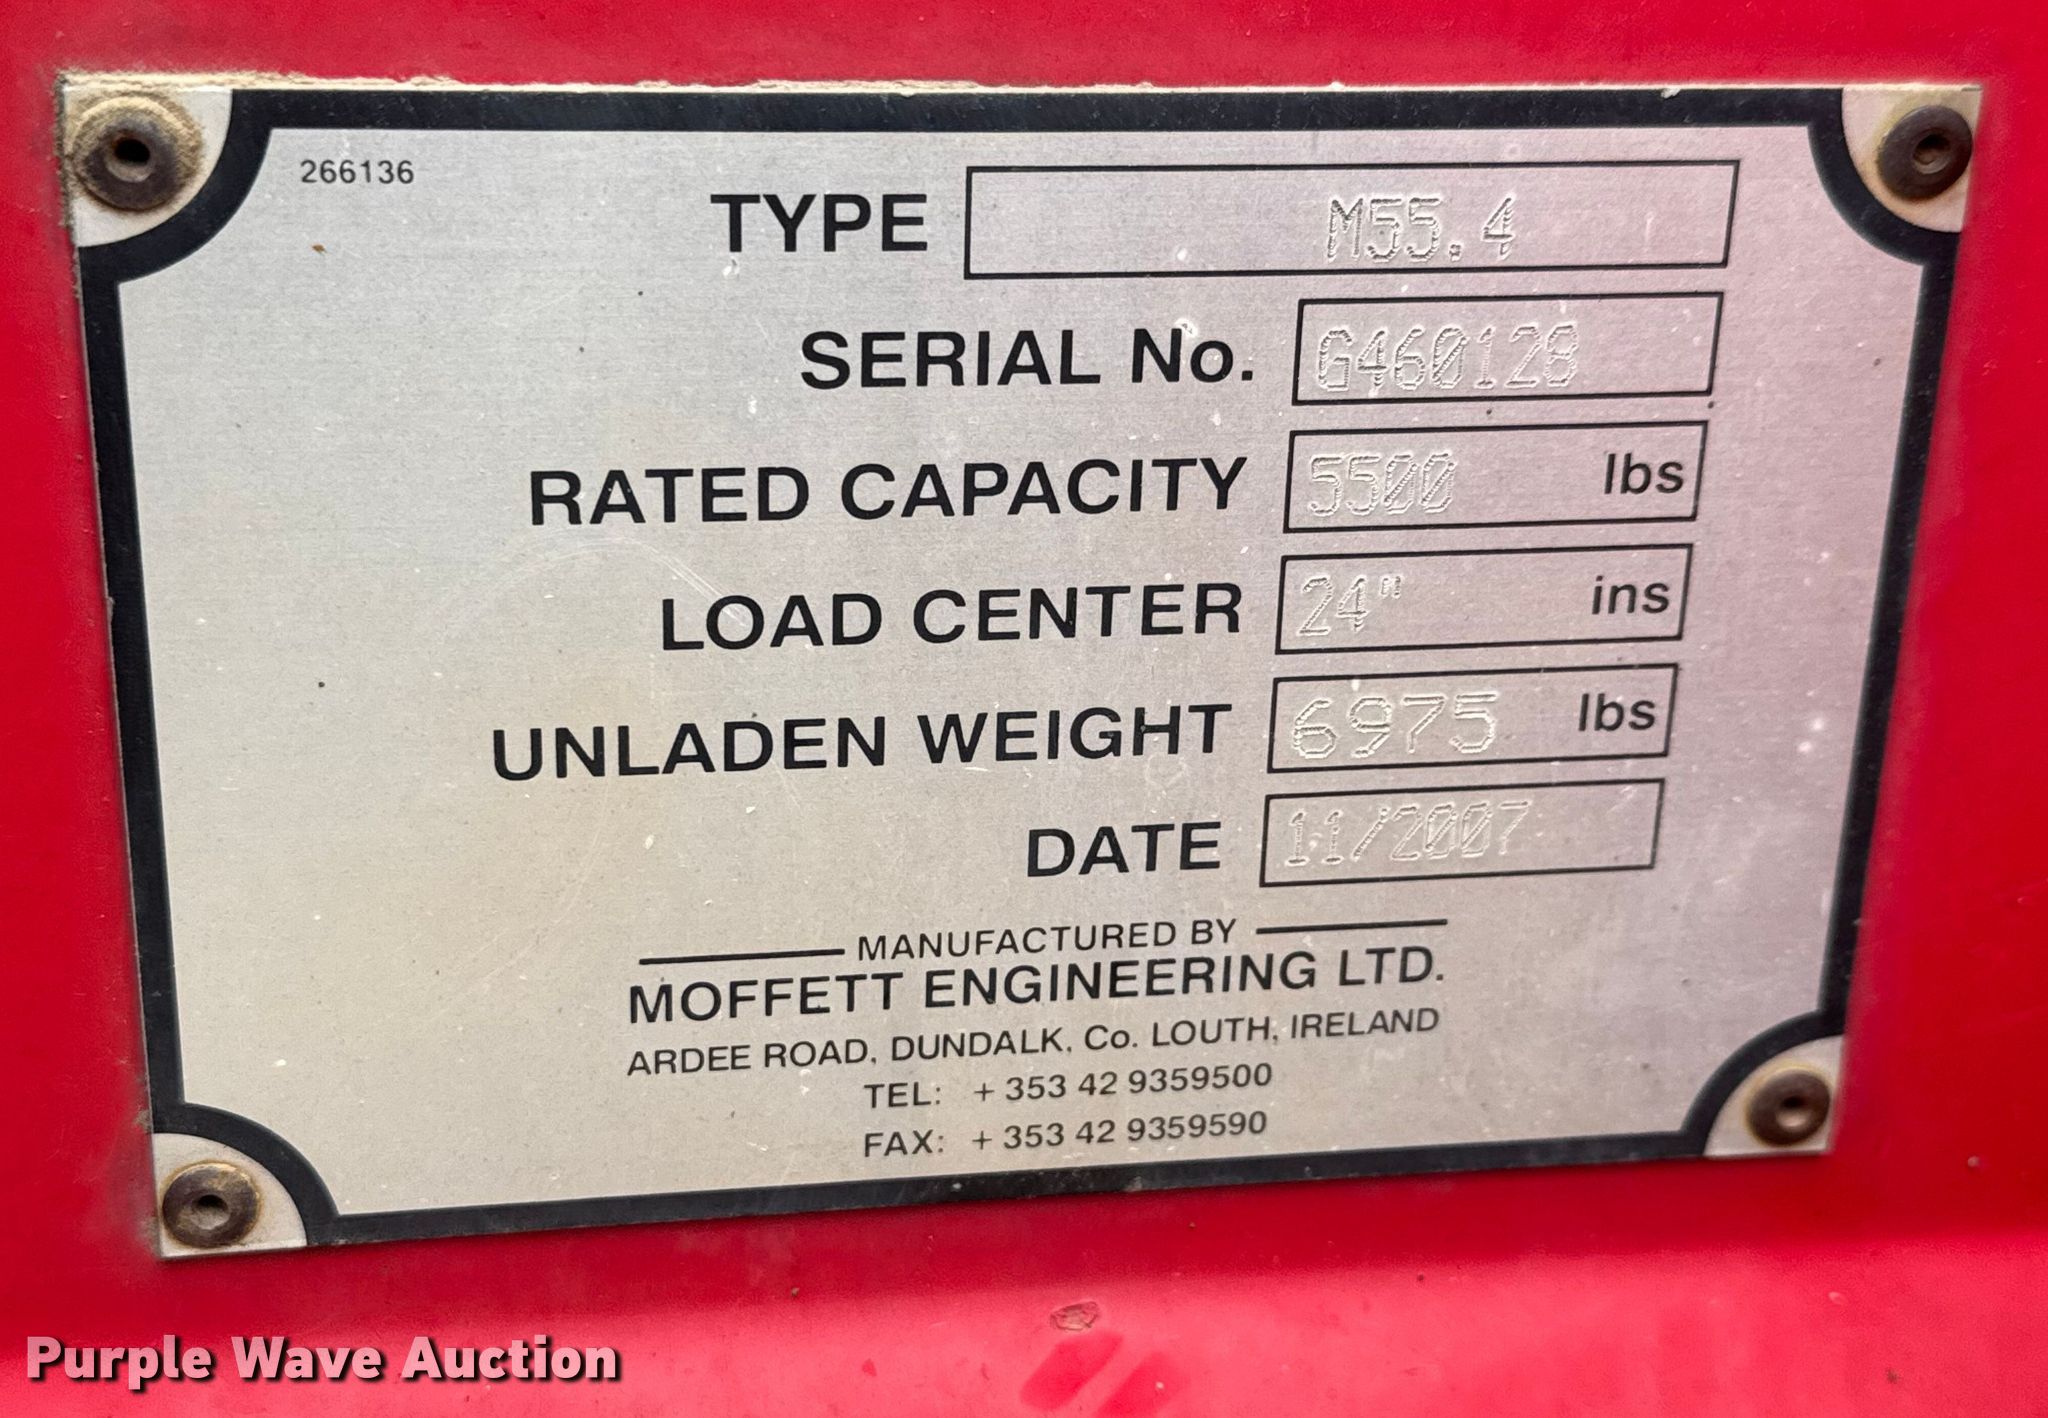 266136
TYPE M55.4
SERIAL No. G460128
RATED CAPACITY 5500 lbs
LOAD CENTER 24" ins
UNLADEN WEIGHT 6975 lbs
DATE 11/2007
MANUFACTURED BY
MOFFETT ENGINEERING LTD.
ARDEE ROAD, DUNDALK, Co. LOUTH, IRELAND
TEL: + 353 42 9359500
FAX: + 353 42 9359590
Purple Wave Auction